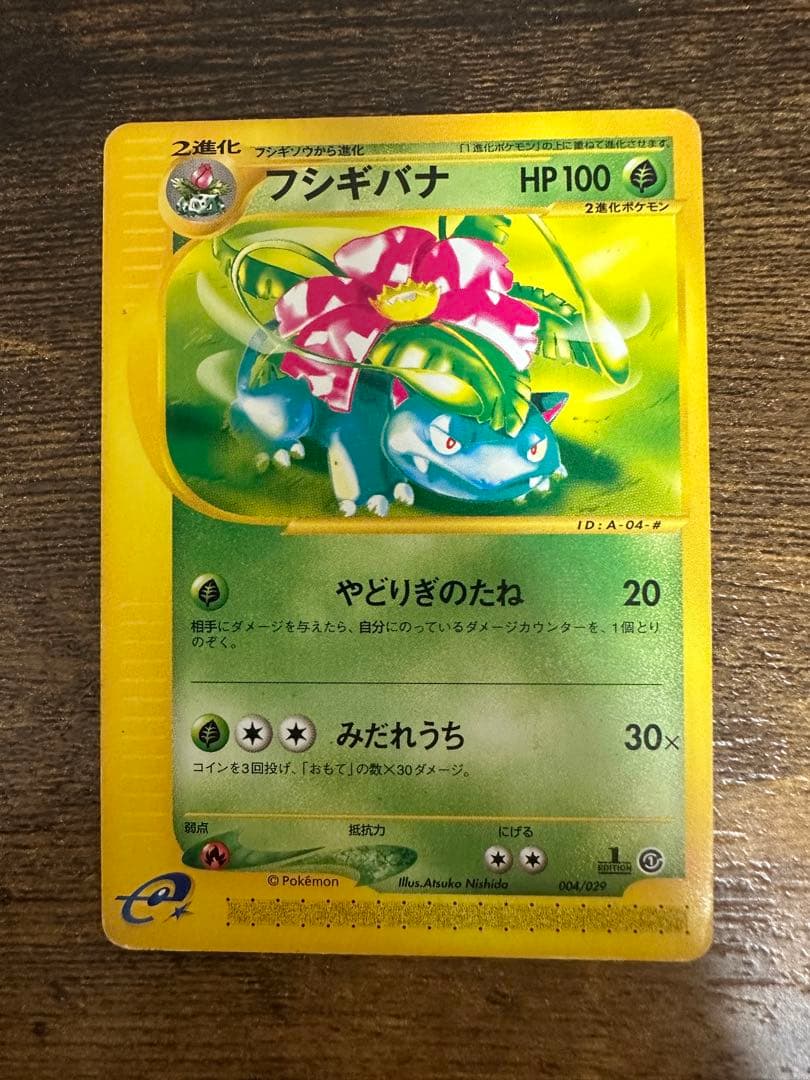 2進化 フシギソウから進化 「1進化ポケモン」の上に重ねて進化させます。
フシギバナ HP100
2進化ポケモン
ID:A-04-#
やどりぎのたね 20
相手にダメージを与えたら、自分にのっているダメージカウンターを、1個とり
のぞく。
みだれうち 30×
コインを3回投げ、「おもて」の数×30ダメージ。
弱点 抵抗力 にげる
1 EDITION
© Pokémon Illus.Atsuko Nishida 004/029
e